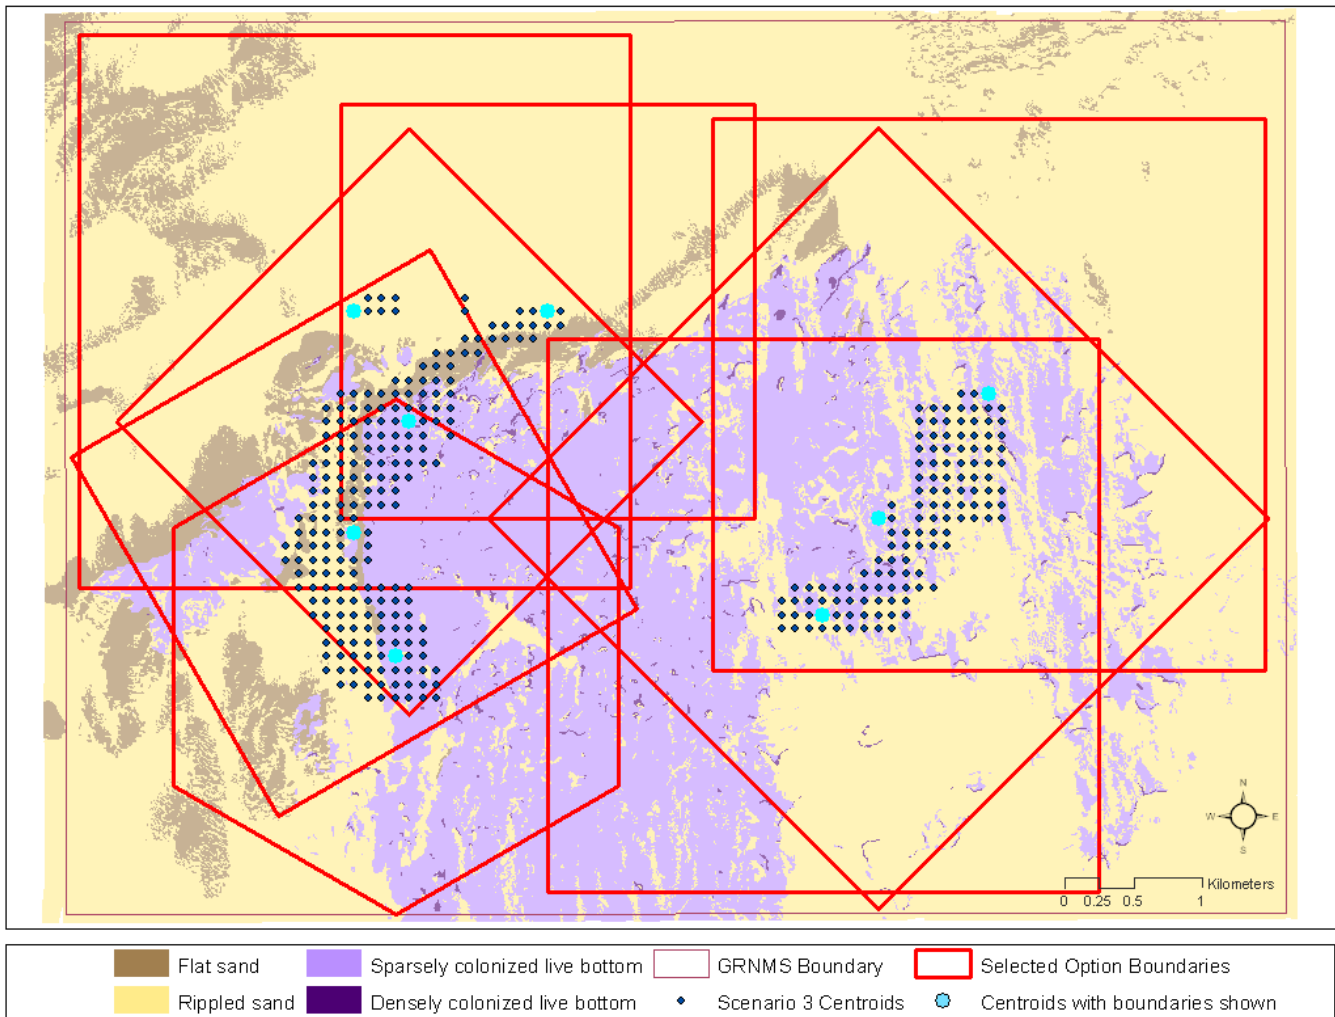 N
W E
S
Kilometers
0 0.25 0.5 1
Flat sand
Sparsely colonized live bottom
GRNMS Boundary
Selected Option Boundaries
Rippled sand
Densely colonized live bottom
Scenario 3 Centroids
Centroids with boundaries shown